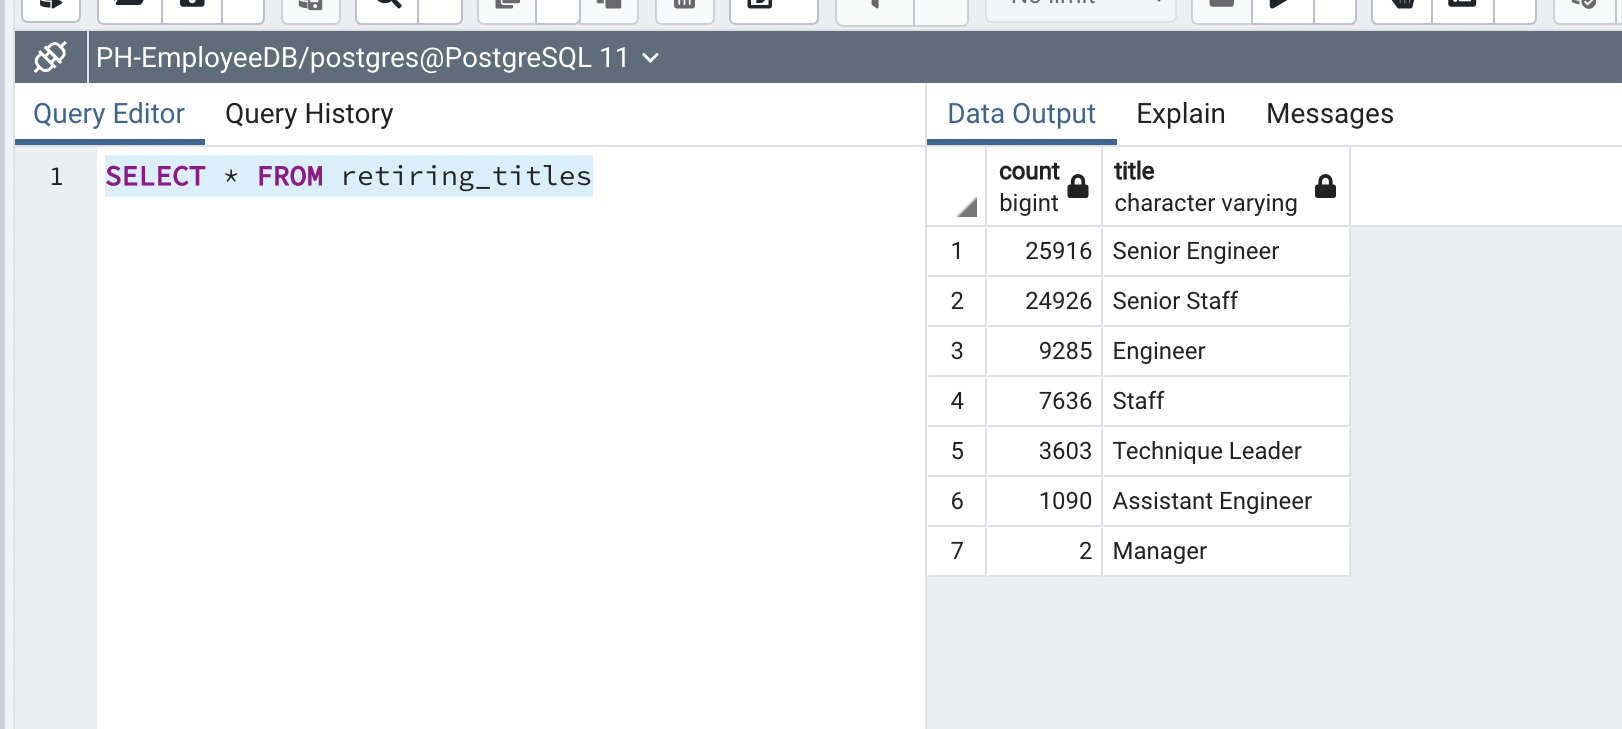 No limit
PH-EmployeeDB/postgres@PostgreSQL 11
Query Editor Query History
1 SELECT * FROM retiring_titles
Data Output Explain Messages
count title
bigint character varying
1 25916 Senior Engineer
2 24926 Senior Staff
3 9285 Engineer
4 7636 Staff
5 3603 Technique Leader
6 1090 Assistant Engineer
7 2 Manager